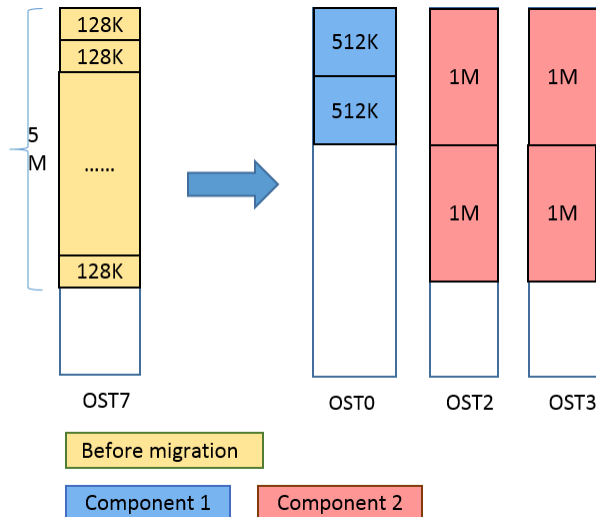 128K
128K
5
M
......
128K
OST7
512K
512K
OST0
1M
1M
OST2
1M
1M
OST3
Before migration
Component 1
Component 2